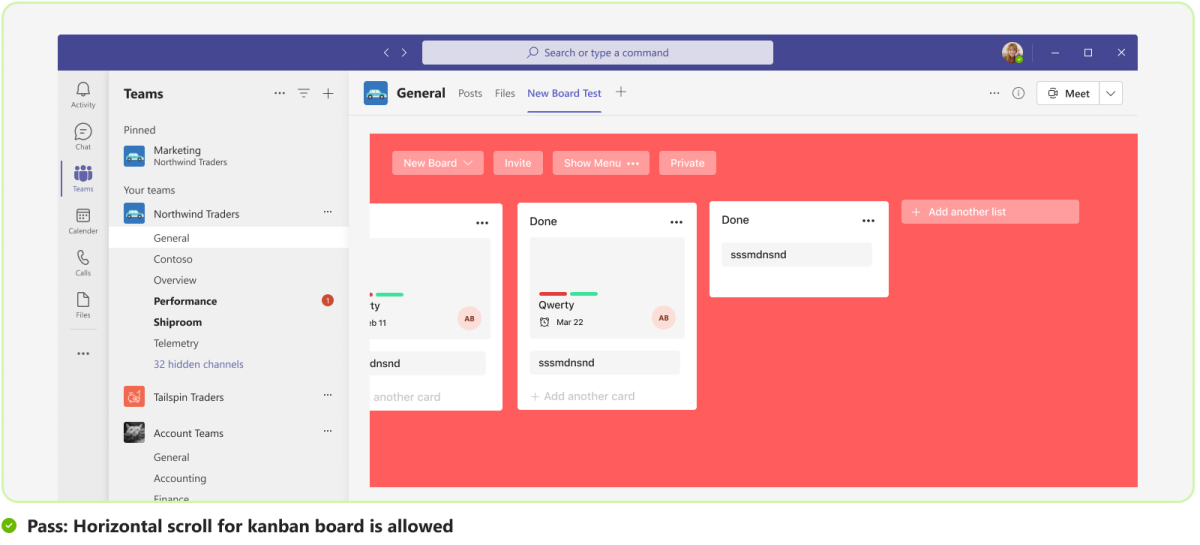 Search or type a command
Activity
Chat
Teams
Calender
Calls
Files
Teams
Pinned
Marketing
Northwind Traders
Your teams
Northwind Traders
General
Contoso
Overview
Performance
1
Shiproom
Telemetry
32 hidden channels
Tailspin Traders
Account Teams
General
Accounting
Finance
General
Posts
Files
New Board Test
Meet
New Board
Invite
Show Menu
Private
ty
eb 11
AB
dnsnd
another card
Done
Qwerty
Mar 22
AB
sssmdnsnd
+ Add another card
Done
sssmdnsnd
+ Add another list
Pass: Horizontal scroll for kanban board is allowed